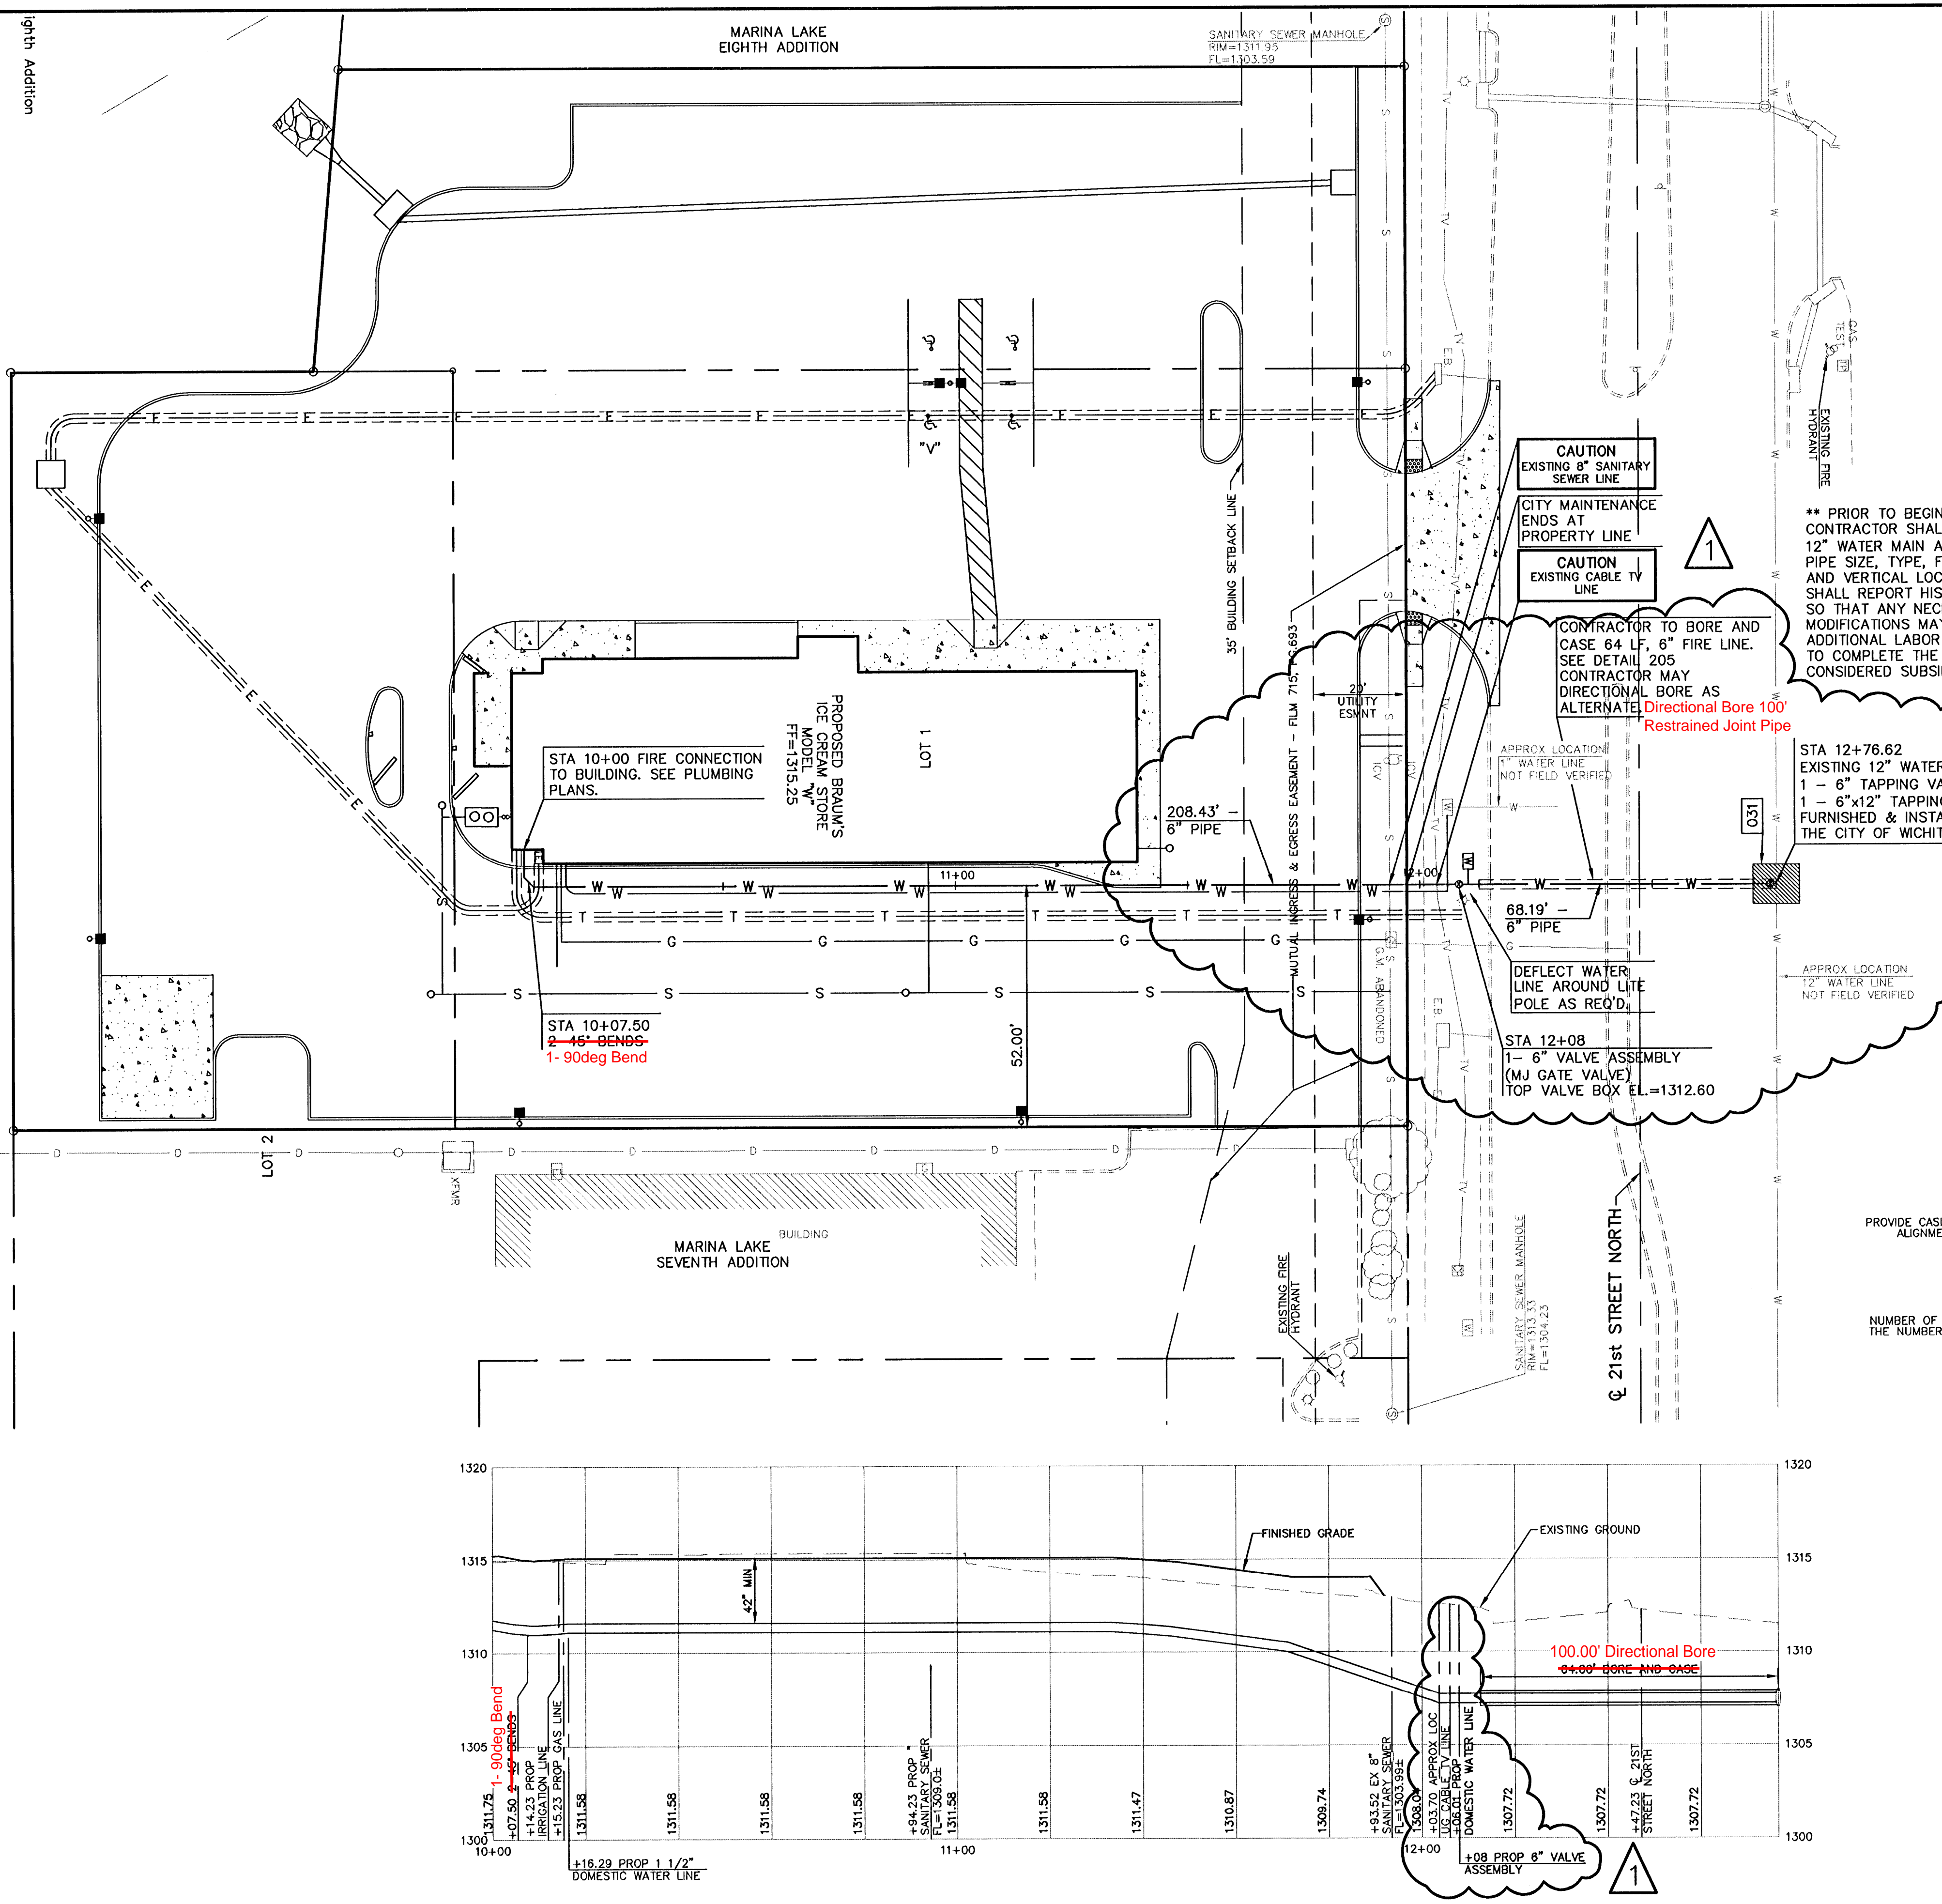 ighth Addition
MARINA LAKE
EIGHTH ADDITION
SANITARY SEWER MANHOLE
RIM=1311.95
FL=1303.59
GAS
TEST
EXISTING FIRE
HYDRANT
"V"
35' BUILDING SETBACK LINE
MUTUAL INGRESS & EGRESS EASEMENT - FILM 715, PG.693
20'
UTILITY
ESMNT
CAUTION
EXISTING 8" SANITARY
SEWER LINE
CITY MAINTENANCE
ENDS AT
PROPERTY LINE
CAUTION
EXISTING CABLE TV
LINE
1
** PRIOR TO BEGIN
CONTRACTOR SHAL
12" WATER MAIN A
PIPE SIZE, TYPE, F
AND VERTICAL LOC
SHALL REPORT HIS
SO THAT ANY NEC
MODIFICATIONS MAY
ADDITIONAL LABOR
TO COMPLETE THE
CONSIDERED SUBSI
CONTRACTOR TO BORE AND
CASE 64 LF, 6" FIRE LINE.
SEE DETAIL 205
CONTRACTOR MAY
DIRECTIONAL BORE AS
ALTERNATE. Directional Bore 100'
Restrained Joint Pipe
APPROX LOCATION
1" WATER LINE
NOT FIELD VERIFIED
STA 12+76.62
EXISTING 12" WATER
1 - 6" TAPPING VA
1 - 6"x12" TAPPING
FURNISHED & INSTA
THE CITY OF WICHIT
031
PROPOSED BRAUM'S
ICE CREAM STORE
MODEL "W"
FF=1315.25
LOT 1
STA 10+00 FIRE CONNECTION
TO BUILDING. SEE PLUMBING
PLANS.
208.43' -
6" PIPE
11+00
12+00
68.19' -
6" PIPE
DEFLECT WATER
LINE AROUND LITE
POLE AS REQ'D.
APPROX LOCATION
12" WATER LINE
NOT FIELD VERIFIED
STA 10+07.50
2- 45° BENDS
1- 90deg Bend
52.00'
G.M. ABANDONED
E.B.
ICV
ICV
E.B.
STA 12+08
1- 6" VALVE ASSEMBLY
(MJ GATE VALVE)
TOP VALVE BOX EL.=1312.60
LOT 2
XFMR
BUILDING
MARINA LAKE
SEVENTH ADDITION
EXISTING FIRE
HYDRANT
SANITARY SEWER MANHOLE
RIM=1313.33
FL=1304.23
℄ 21st STREET NORTH
PROVIDE CASI
ALIGNME
NUMBER OF
THE NUMBER
1320
1315
1310
1305
1300
1320
1315
1310
1305
1300
FINISHED GRADE
EXISTING GROUND
42" MIN
100.00' Directional Bore
64.00' BORE AND CASE
1311.75
1- 90deg Bend
+07.50 2-45° BENDS
+14.23 PROP
IRRIGATION LINE
+15.23 PROP GAS LINE
1311.58
1311.58
1311.58
1311.58
+94.23 PROP "
SANITARY SEWER
FL=1309.0±
1311.58
1311.58
1311.47
1310.87
1309.74
+93.52 EX 8"
SANITARY SEWER
FL=1303.99±
1308.04
+03.70 APPROX LOC
UG CABLE TV LINE
+06.01 PROP
DOMESTIC WATER LINE
1307.72
1307.72
+47.23 ℄ 21ST
STREET NORTH
1307.72
10+00
11+00
12+00
+16.29 PROP 1 1/2"
DOMESTIC WATER LINE
+08 PROP 6" VALVE
ASSEMBLY
1